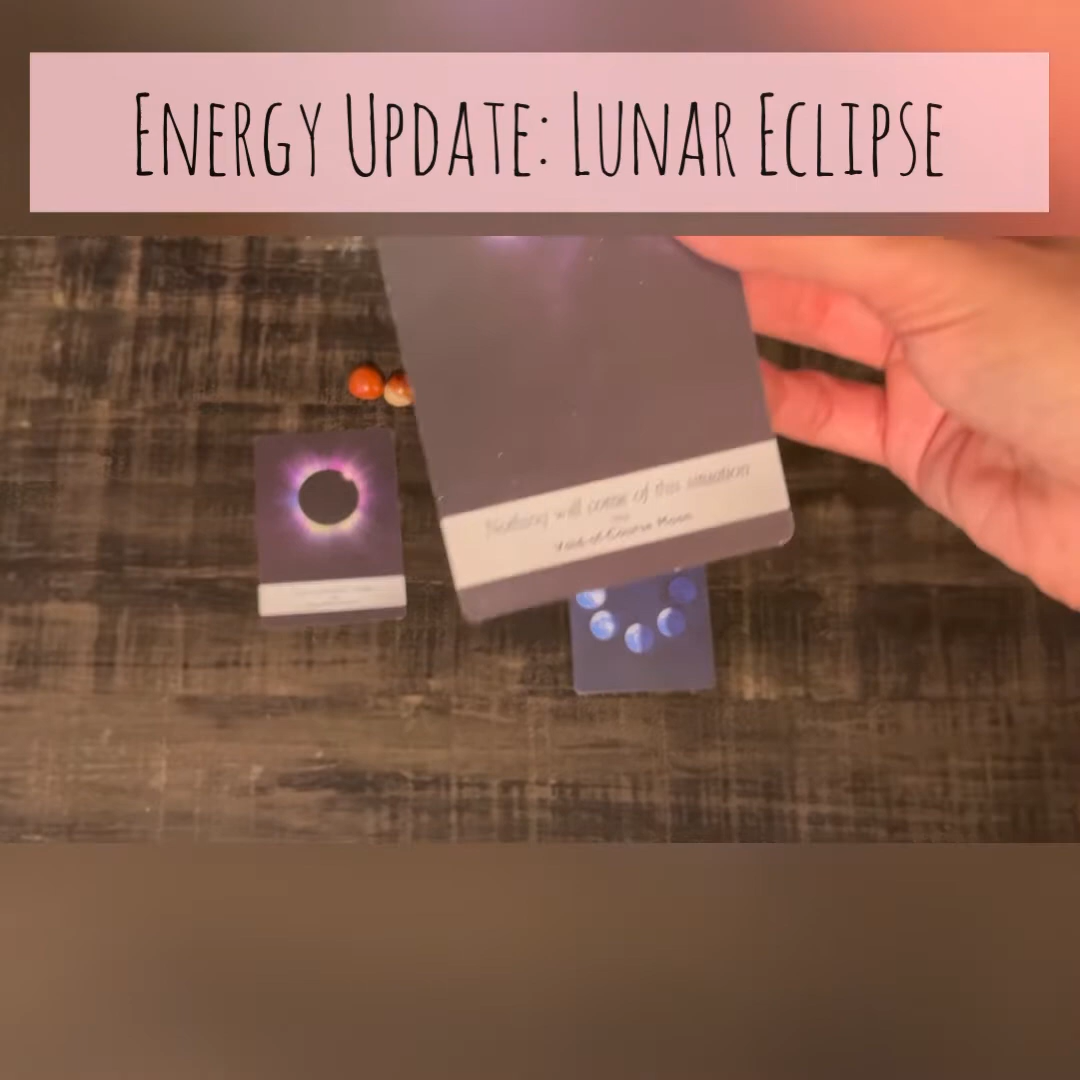 Energy Update: Lunar Eclipse
Nothing will come of this situation
Void-of-Course Moon